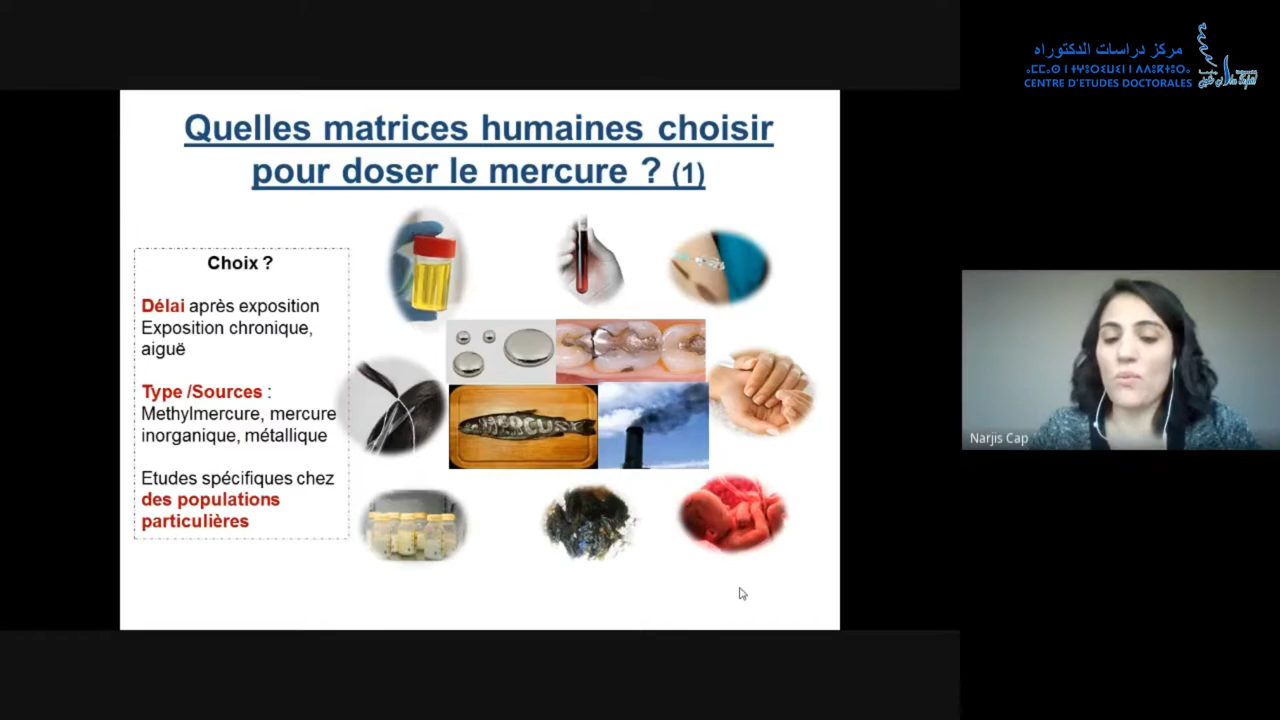 مركز دراسات الدكتوراه
CENTRE D'ETUDES DOCTORALES
Quelles matrices humaines choisir
pour doser le mercure ? (1)
Choix ?
Délai après exposition
Exposition chronique,
aiguë
Type /Sources :
Methylmercure, mercure
inorganique, métallique
Etudes spécifiques chez
des populations
particulières
MERCURY
Narjis Cap